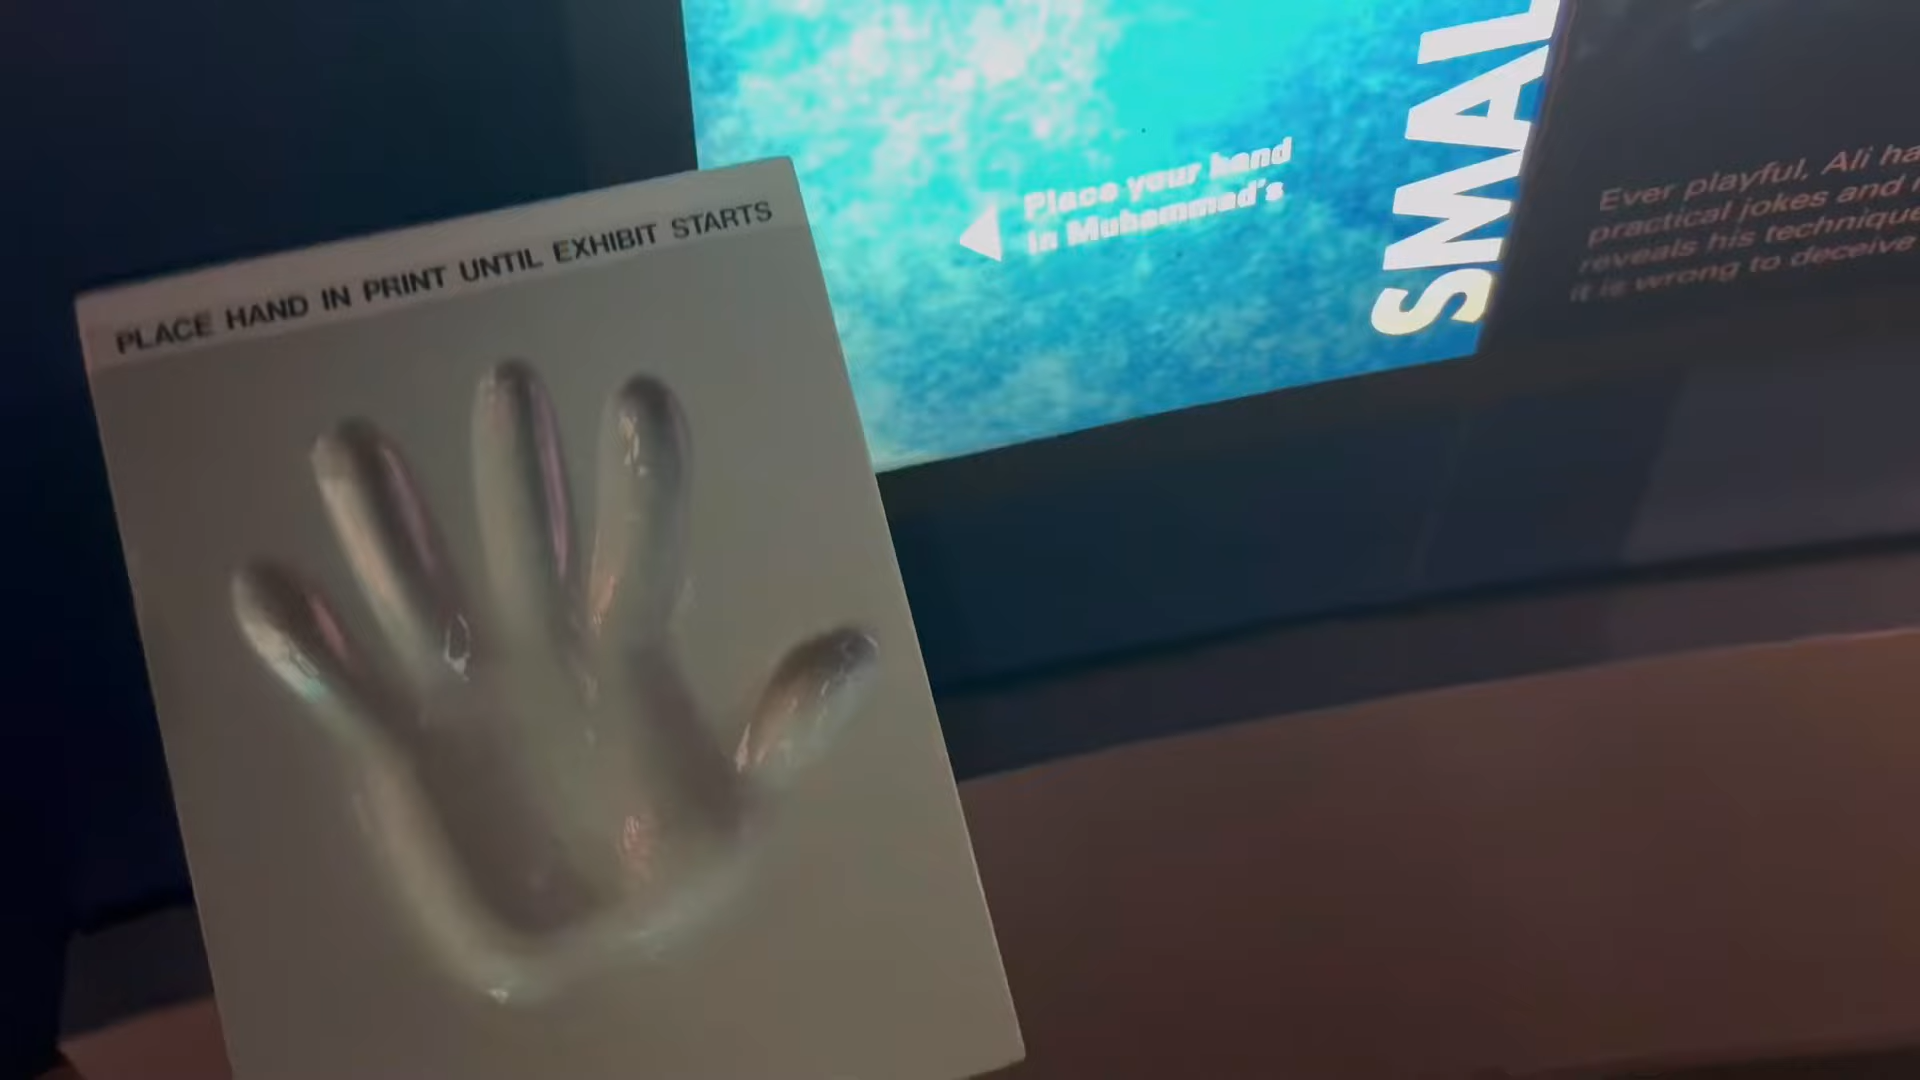 PLACE HAND IN PRINT UNTIL EXHIBIT STARTS
Place your hand
in Muhammad's
SMAL
Ever playful, Ali ha
practical jokes and
reveals his technique
it is wrong to deceive